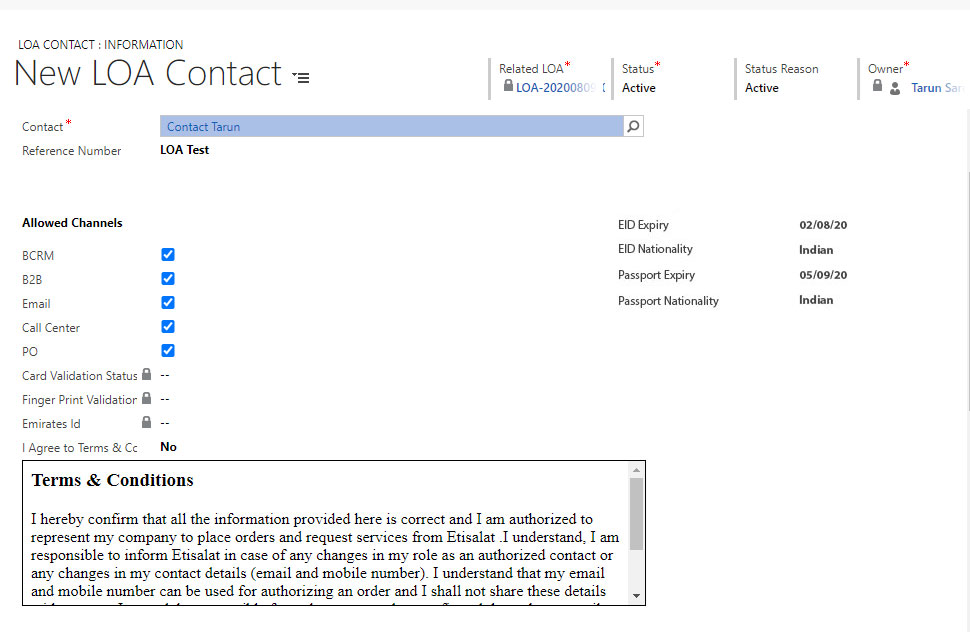 LOA CONTACT : INFORMATION
New LOA Contact
Related LOA*
LOA-20200809
Status*
Active
Status Reason
Active
Owner*
Tarun
Contact*
Contact Tarun
Reference Number
LOA Test
Allowed Channels
BCRM
B2B
Email
Call Center
PO
Card Validation Status --
Finger Print Validation --
Emirates Id --
I Agree to Terms & No
EID Expiry 02/08/20
EID Nationality Indian
Passport Expiry 05/09/20
Passport Nationality Indian
Terms & Conditions
I hereby confirm that all the information provided here is correct and I am authorized to
represent my company to place orders and request services from Etisalat .I understand, I am
responsible to inform Etisalat in case of any changes in my role as an authorized contact or
any changes in my contact details (email and mobile number). I understand that my email
and mobile number can be used for authorizing an order and I shall not share these details